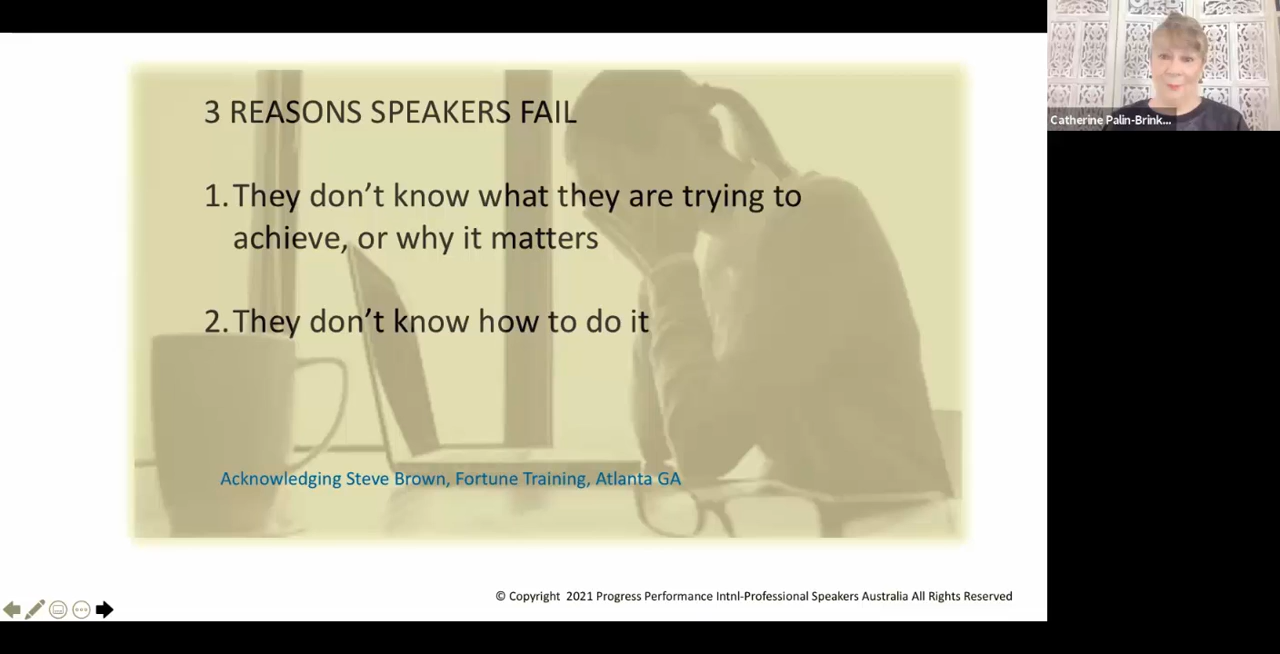 3 REASONS SPEAKERS FAIL
1. They don’t know what they are trying to
achieve, or why it matters
2. They don’t know how to do it
Acknowledging Steve Brown, Fortune Training, Atlanta GA
© Copyright 2021 Progress Performance Intnl-Professional Speakers Australia All Rights Reserved
Catherine Palin-Brink...